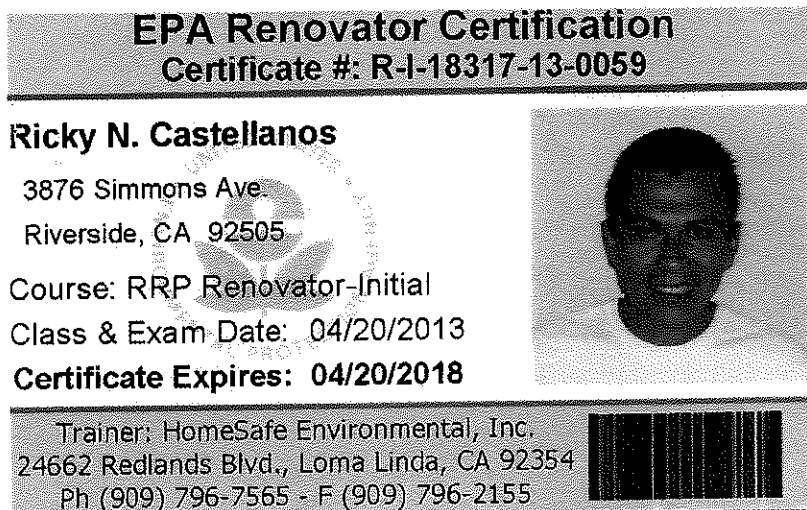 EPA Renovator Certification
Certificate #: R-I-18317-13-0059
Ricky N. Castellanos
3876 Simmons Ave.
Riverside, CA 92505
Course: RRP Renovator-Initial
Class & Exam Date: 04/20/2013
Certificate Expires: 04/20/2018
Trainer: HomeSafe Environmental, Inc.
24662 Redlands Blvd., Loma Linda, CA 92354
Ph (909) 796-7565 - F (909) 796-2155